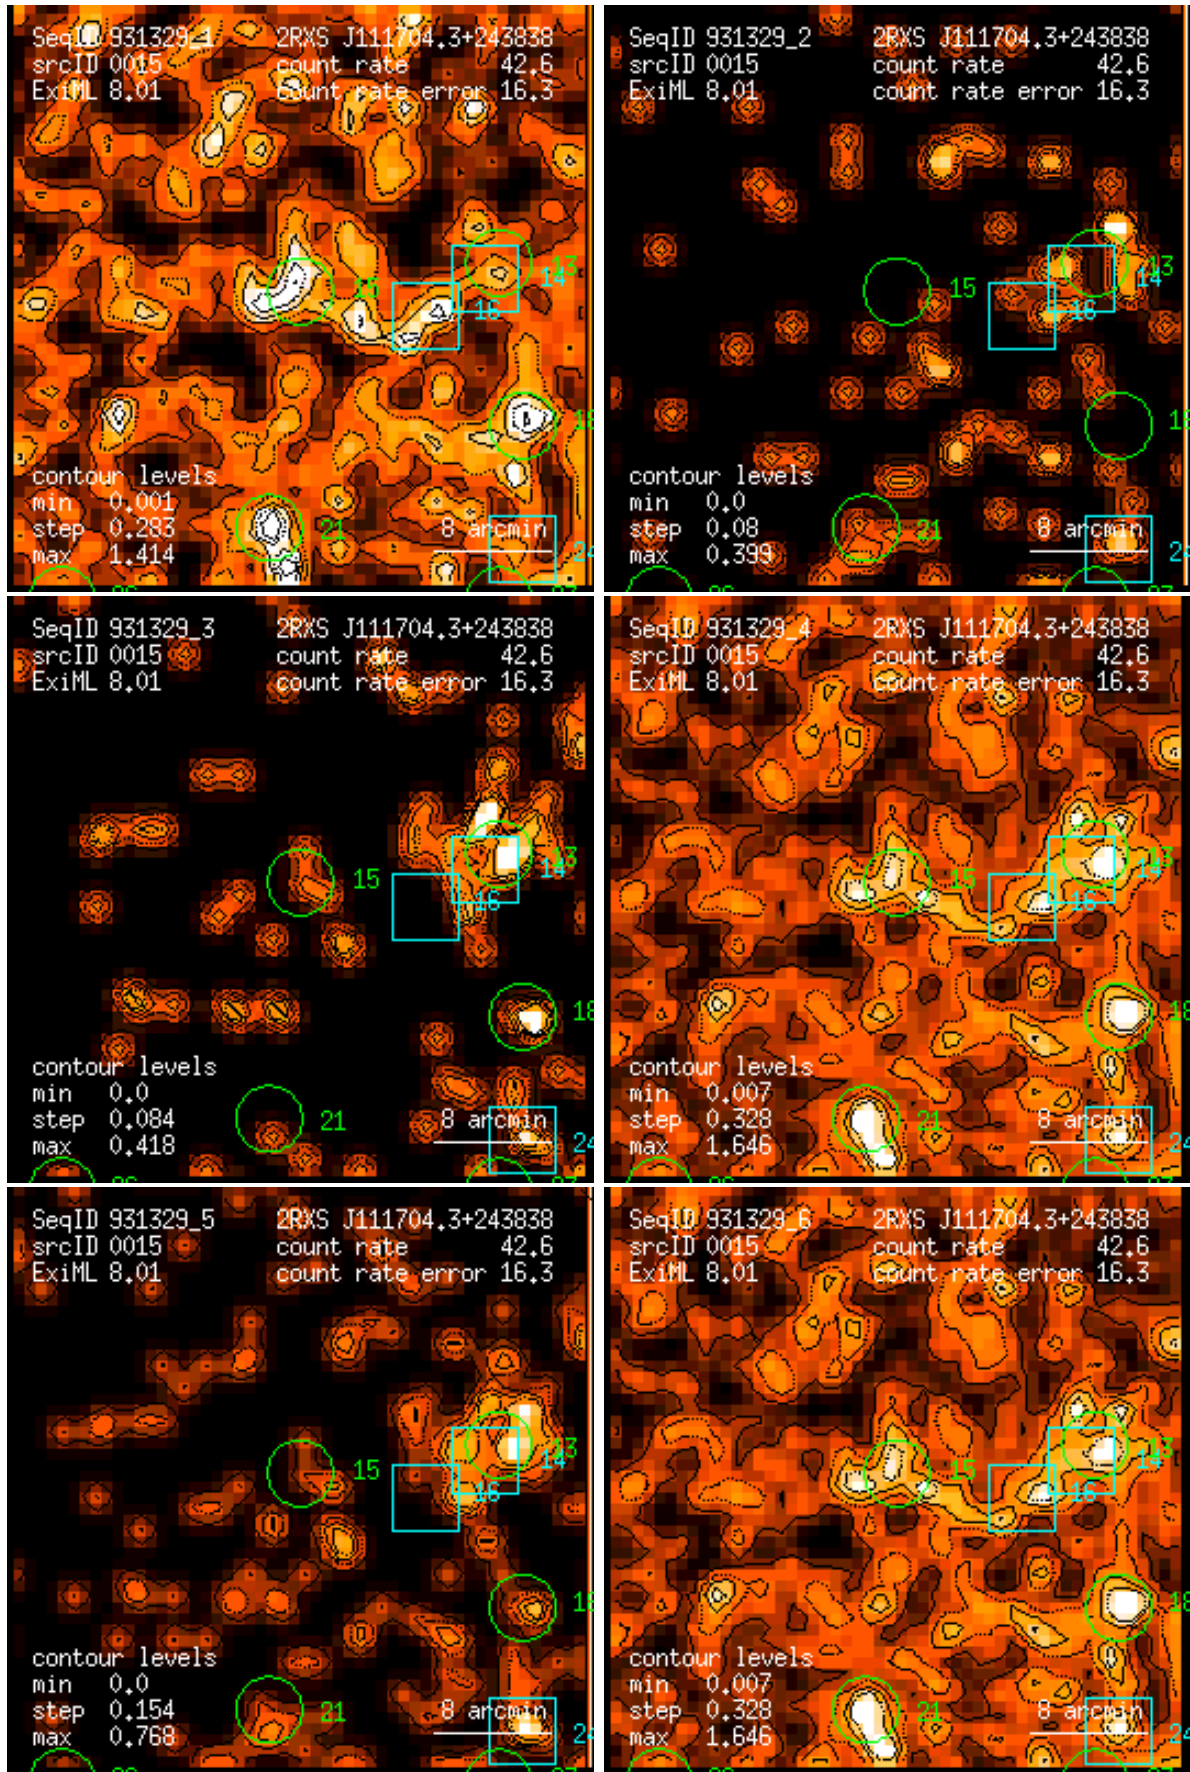 SeqID 931329_1 2RXS J111704.3+243838
srcID 0015 count rate 42.6
ExiML 8.01 count rate error 16.3
13
14
15
16
18
contour levels
min 0.001
step 0.283
max 1.414
21
8 arcmin
24
SeqID 931329_2 2RXS J111704.3+243838
srcID 0015 count rate 42.6
ExiML 8.01 count rate error 16.3
13
14
15
16
18
contour levels
min 0.0
step 0.08
max 0.399
21
8 arcmin
24
SeqID 931329_3 2RXS J111704.3+243838
srcID 0015 count rate 42.6
ExiML 8.01 count rate error 16.3
13
14
15
16
18
contour levels
min 0.0
step 0.084
max 0.418
21
8 arcmin
24
SeqID 931329_4 2RXS J111704.3+243838
srcID 0015 count rate 42.6
ExiML 8.01 count rate error 16.3
13
14
15
16
18
contour levels
min 0.007
step 0.328
max 1.646
21
8 arcmin
24
SeqID 931329_5 2RXS J111704.3+243838
srcID 0015 count rate 42.6
ExiML 8.01 count rate error 16.3
13
14
15
16
18
contour levels
min 0.0
step 0.154
max 0.768
21
8 arcmin
24
SeqID 931329_6 2RXS J111704.3+243838
srcID 0015 count rate 42.6
ExiML 8.01 count rate error 16.3
13
14
15
16
18
contour levels
min 0.007
step 0.328
max 1.646
21
8 arcmin
24